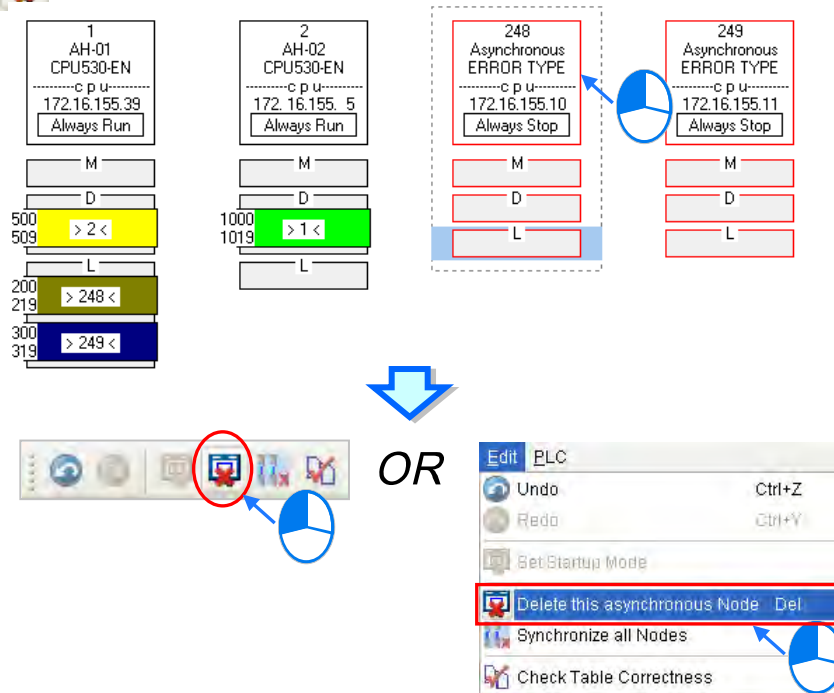 1
AH-01
CPU530-EN
--------c p u--------
172.16.155.39
Always Run
M
D
500
509
> 2 <
L
200
219
> 248 <
300
319
> 249 <
2
AH-02
CPU530-EN
--------c p u--------
172. 16.155.  5
Always Run
M
D
1000
1019
> 1 <
L
248
Asynchronous
ERROR TYPE
--------c p u--------
172.16.155.10
Always Stop
M
D
L
249
Asynchronous
ERROR TYPE
--------c p u--------
172.16.155.11
Always Stop
M
D
L
OR
Edit PLC
Undo Ctrl+Z
Redo Ctrl+Y
Set Startup Mode
Delete this asynchronous Node Del
Synchronize all Nodes
Check Table Correctness